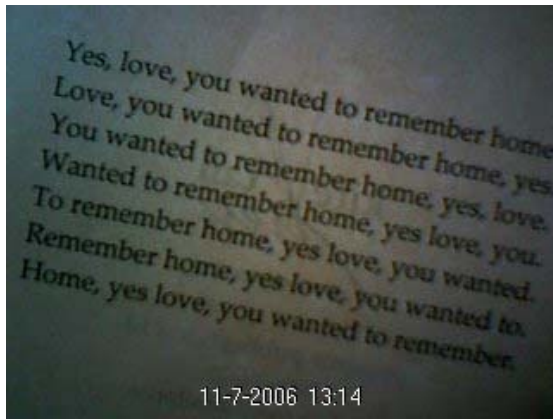 Yes, love, you wanted to remember home
Love, you wanted to remember home, yes
You wanted to remember home, yes, love.
Wanted to remember home, yes love, you.
To remember home, yes love, you wanted.
Remember home, yes love, you wanted to.
Home, yes love, you wanted to remember.
11-7-2006 13:14